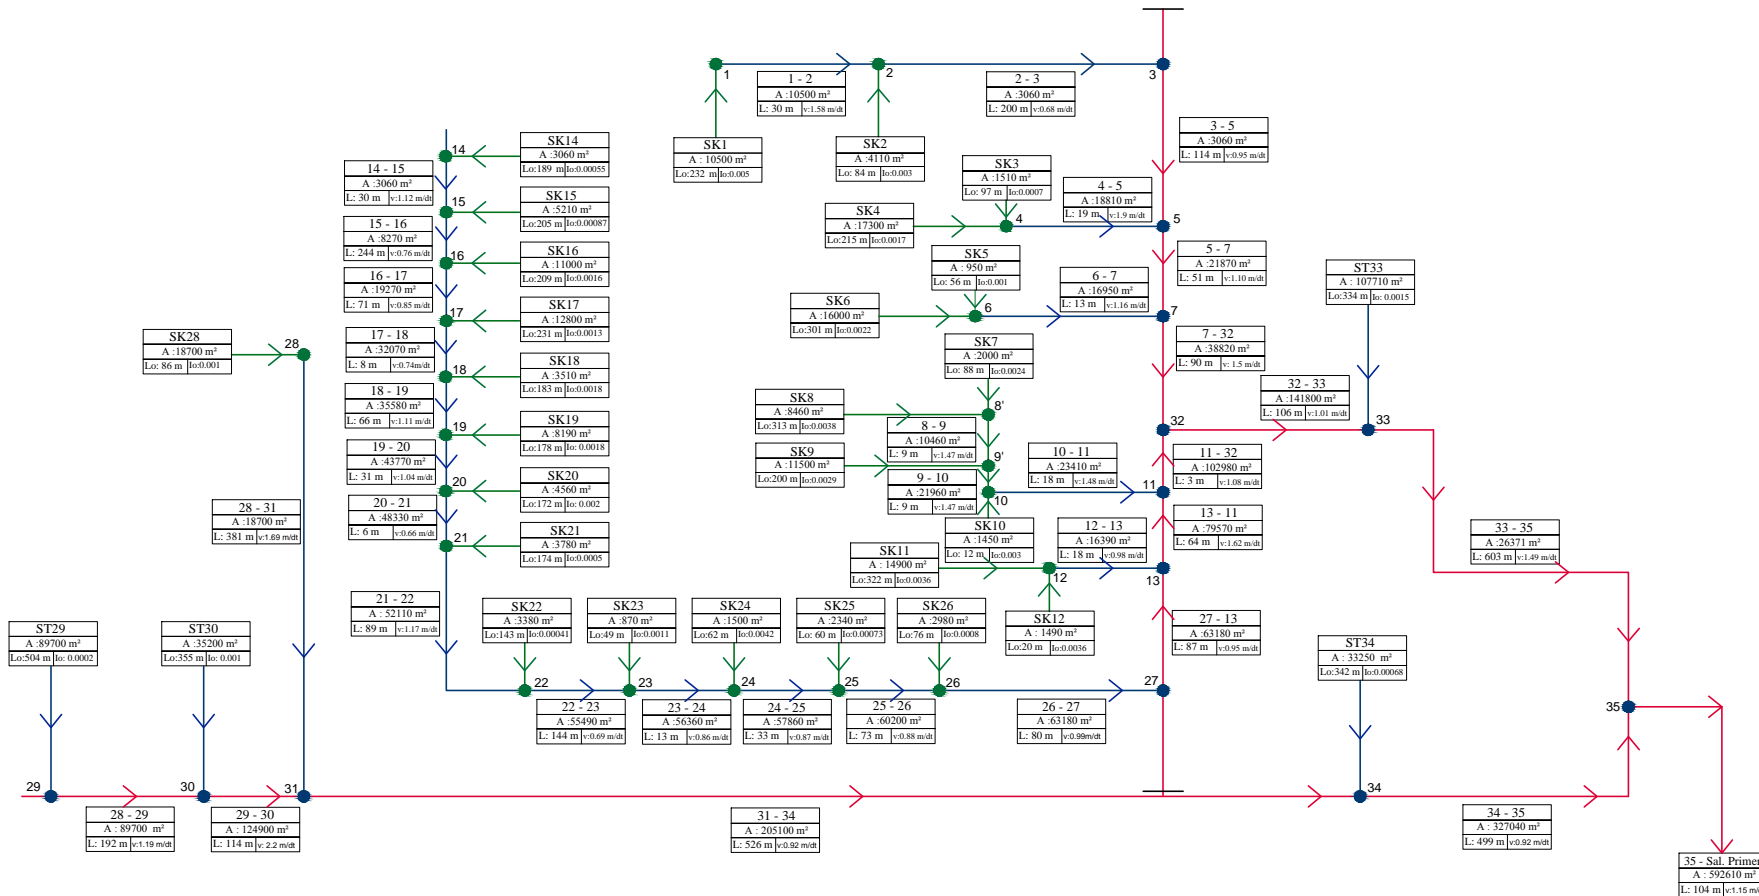 1
1 - 2
A :10500 m²
L: 30 m v:1.58 m/dt
2
2 - 3
A :3060 m²
L: 200 m v:0.68 m/dt
3
SK1
A : 10500 m²
Lo:232 m Io:0.005
SK2
A :4110 m²
Lo: 84 m Io:0.003
3 - 5
A :3060 m²
L: 114 m v:0.95 m/dt
SK3
A :1510 m²
Lo: 97 m Io:0.0007
4 - 5
A :18810 m²
L: 19 m v:1.9 m/dt
SK4
A :17300 m²
Lo:215 m Io:0.0017
4
5
5 - 7
A :21870 m²
L: 51 m v:1.10 m/dt
SK5
A : 950 m²
Lo: 56 m Io:0.001
6 - 7
A :16950 m²
L: 13 m v:1.16 m/dt
SK6
A :16000 m²
Lo:301 m Io:0.0022
6
7
ST33
A : 107710 m²
Lo:334 m Io: 0.0015
7 - 32
A :38820 m²
L: 90 m v: 1.5 m/dt
SK7
A :2000 m²
Lo: 88 m Io:0.0024
SK8
A :8460 m²
Lo:313 m Io:0.0038
8'
8 - 9
A :10460 m²
L: 9 m v:1.47 m/dt
SK9
A :11500 m²
Lo:200 m Io:0.0029
9'
9 - 10
A :21960 m²
L: 9 m v:1.47 m/dt
10
10 - 11
A :23410 m²
L: 18 m v:1.48 m/dt
11
32
32 - 33
A :141800 m²
L: 106 m v:1.01 m/dt
33
11 - 32
A :102980 m²
L: 3 m v:1.08 m/dt
13 - 11
A :79570 m²
L: 64 m v:1.62 m/dt
SK10
A :1450 m²
Lo: 12 m Io:0.003
12 - 13
A :16390 m²
L: 18 m v:0.98 m/dt
SK11
A : 14900 m²
Lo:322 m Io:0.0036
12
13
SK12
A : 1490 m²
Lo:20 m Io:0.0036
27 - 13
A :63180 m²
L: 87 m v:0.95 m/dt
33 - 35
A :26371 m²
L: 603 m v:1.49 m/dt
14
SK14
A :3060 m²
Lo:189 m Io:0.00055
14 - 15
A :3060 m²
L: 30 m v:1.12 m/dt
15
SK15
A :5210 m²
Lo:205 m Io:0.00087
15 - 16
A :8270 m²
L: 244 m v:0.76 m/dt
16
SK16
A :11000 m²
Lo:209 m Io:0.0016
16 - 17
A :19270 m²
L: 71 m v:0.85 m/dt
17
SK17
A :12800 m²
Lo:231 m Io:0.0013
17 - 18
A :32070 m²
L: 8 m v:0.74m/dt
18
SK18
A :3510 m²
Lo:183 m Io:0.0018
18 - 19
A :35580 m²
L: 66 m v:1.11 m/dt
19
SK19
A :8190 m²
Lo:178 m Io: 0.0018
19 - 20
A :43770 m²
L: 31 m v:1.04 m/dt
20
SK20
A :4560 m²
Lo:172 m Io: 0.002
20 - 21
A :48330 m²
L: 6 m v:0.66 m/dt
21
SK21
A :3780 m²
Lo:174 m Io:0.0005
21 - 22
A : 52110 m²
L: 89 m v:1.17 m/dt
SK28
A :18700 m²
Lo: 86 m Io:0.001
28
28 - 31
A :18700 m²
L: 381 m v:1.69 m/dt
SK22
A :3380 m²
Lo:143 m Io:0.00041
SK23
A :870 m²
Lo:49 m Io:0.0011
SK24
A :1500 m²
Lo:62 m Io:0.0042
SK25
A :2340 m²
Lo: 60 m Io:0.00073
SK26
A :2980 m²
Lo:76 m Io:0.0008
22
23
24
25
26
27
22 - 23
A :55490 m²
L: 144 m v:0.69 m/dt
23 - 24
A :56360 m²
L: 13 m v:0.86 m/dt
24 - 25
A :57860 m²
L: 33 m v:0.87 m/dt
25 - 26
A :60200 m²
L: 73 m v:0.88 m/dt
26 - 27
A :63180 m²
L: 80 m v:0.99m/dt
ST29
A :89700 m²
Lo:504 m Io: 0.0002
ST30
A :35200 m²
Lo:355 m Io: 0.001
ST34
A : 33250 m²
Lo:342 m Io:0.00068
29
30
31
34
35
28 - 29
A : 89700 m²
L: 192 m v:1.19 m/dt
29 - 30
A : 124900 m²
L: 114 m v: 2.2 m/dt
31 - 34
A : 205100 m²
L: 526 m v:0.92 m/dt
34 - 35
A : 327040 m²
L: 499 m v:0.92 m/dt
35 - Sal. Primer
A : 592610 m²
L: 104 m v:1.15 m/